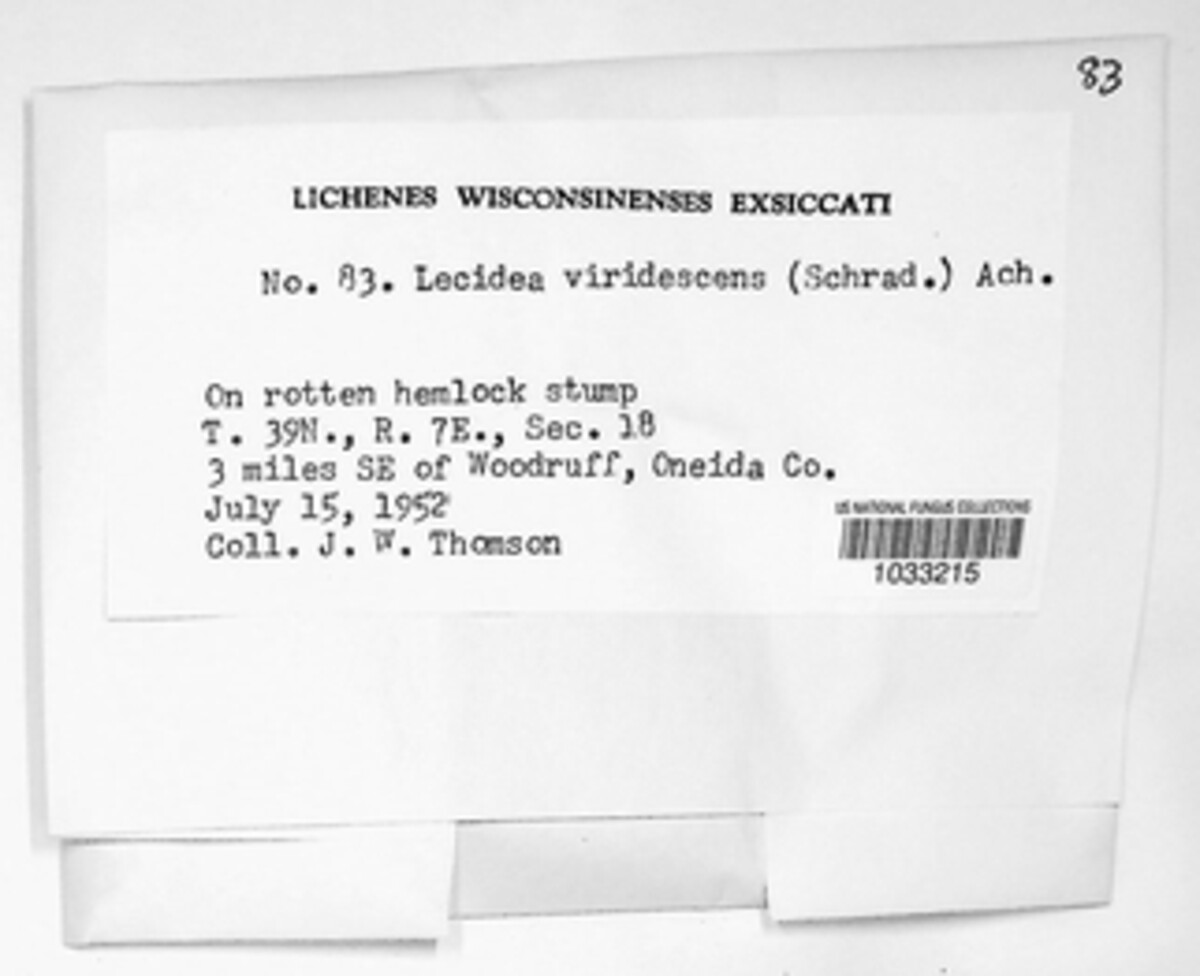 83
LICHENES WISCONSINENSES EXSICCATI
No. 83. Lecidea viridescens (Schrad.) Ach.
On rotten hemlock stump
T. 39N., R. 7E., Sec. 18
3 miles SE of Woodruff, Oneida Co.
July 15, 1952
Coll. J. W. Thomson
US NATIONAL FUNGUS COLLECTIONS
1033215